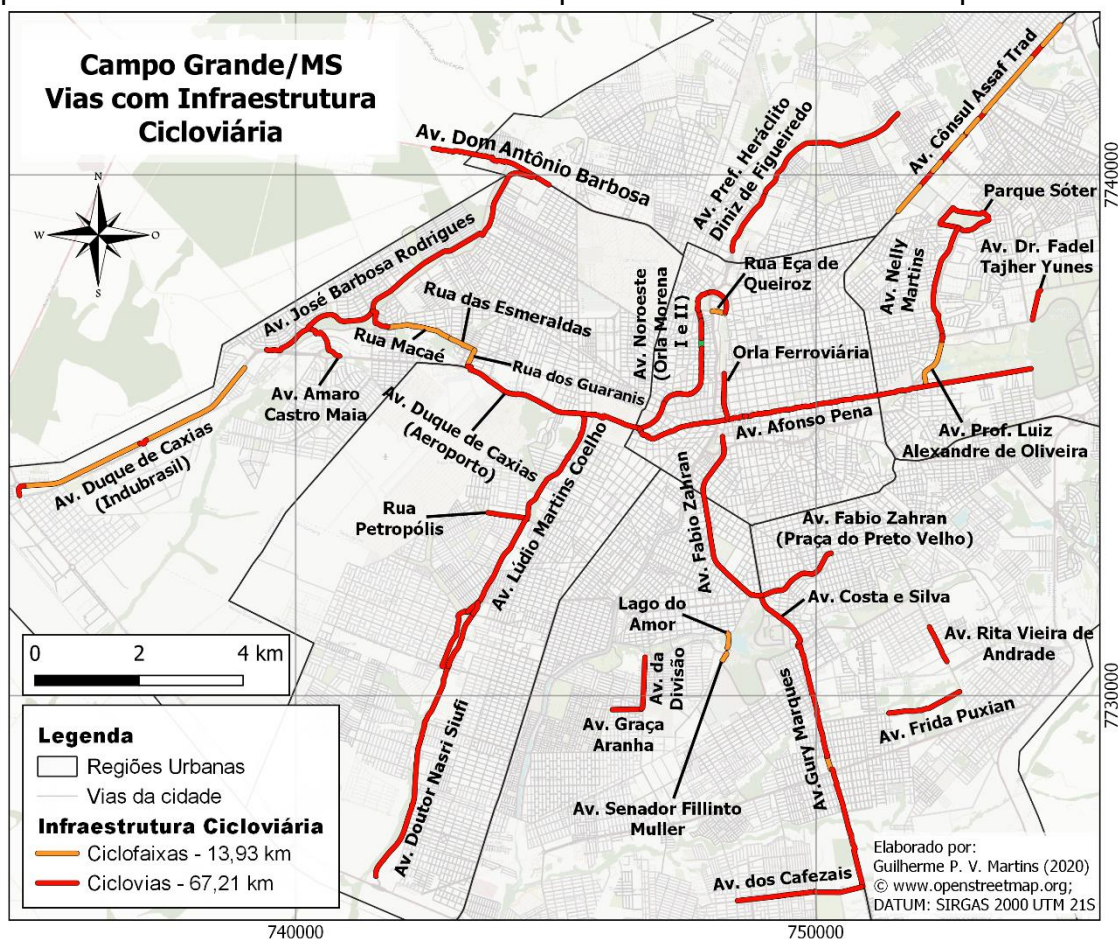 Campo Grande/MS
Vias com Infraestrutura
Cicloviária
Av. Dom Antônio Barbosa
Av. Pref. Heráclito
Diniz de Figueiredo
Av. Cônsul Assaf Trad
7740000
N
W
O
S
Parque Sóter
Av. Dr. Fadel
Tajher Yunes
Av. Nelly
Martins
Rua Eça de
Queiroz
Av. José Barbosa Rodrigues
Rua das Esmeraldas
Av. Noroeste
(Orla Morena
I e II)
Rua Macaé
Orla Ferroviária
Rua dos Guaranis
Av. Amaro
Castro Maia
Av. Duque de Caxias
(Aeroporto)
Av. Afonso Pena
Av. Prof. Luiz
Alexandre de Oliveira
Av. Duque de Caxias
(Indubrasil)
Av. Lúdio Martins Coelho
Rua
Petropólis
Av. Fabio Zahran
Av. Fabio Zahran
(Praça do Preto Velho)
Av. Costa e Silva
Lago do
Amor
Av. Rita Vieira de
Andrade
0 2 4 km
Av. da
Divisão
7730000
Av. Graça
Aranha
Av. Frida Puxian
Av.Gury Marques
Av. Doutor Nasri Siufi
Av. Senador Fillinto
Muller
Av. dos Cafezais
Legenda
Regiões Urbanas
Vias da cidade
Infraestrutura Cicloviária
Ciclofaixas - 13,93 km
Ciclovias - 67,21 km
Elaborado por:
Guilherme P. V. Martins (2020)
© www.openstreetmap.org;
DATUM: SIRGAS 2000 UTM 21S
740000
750000